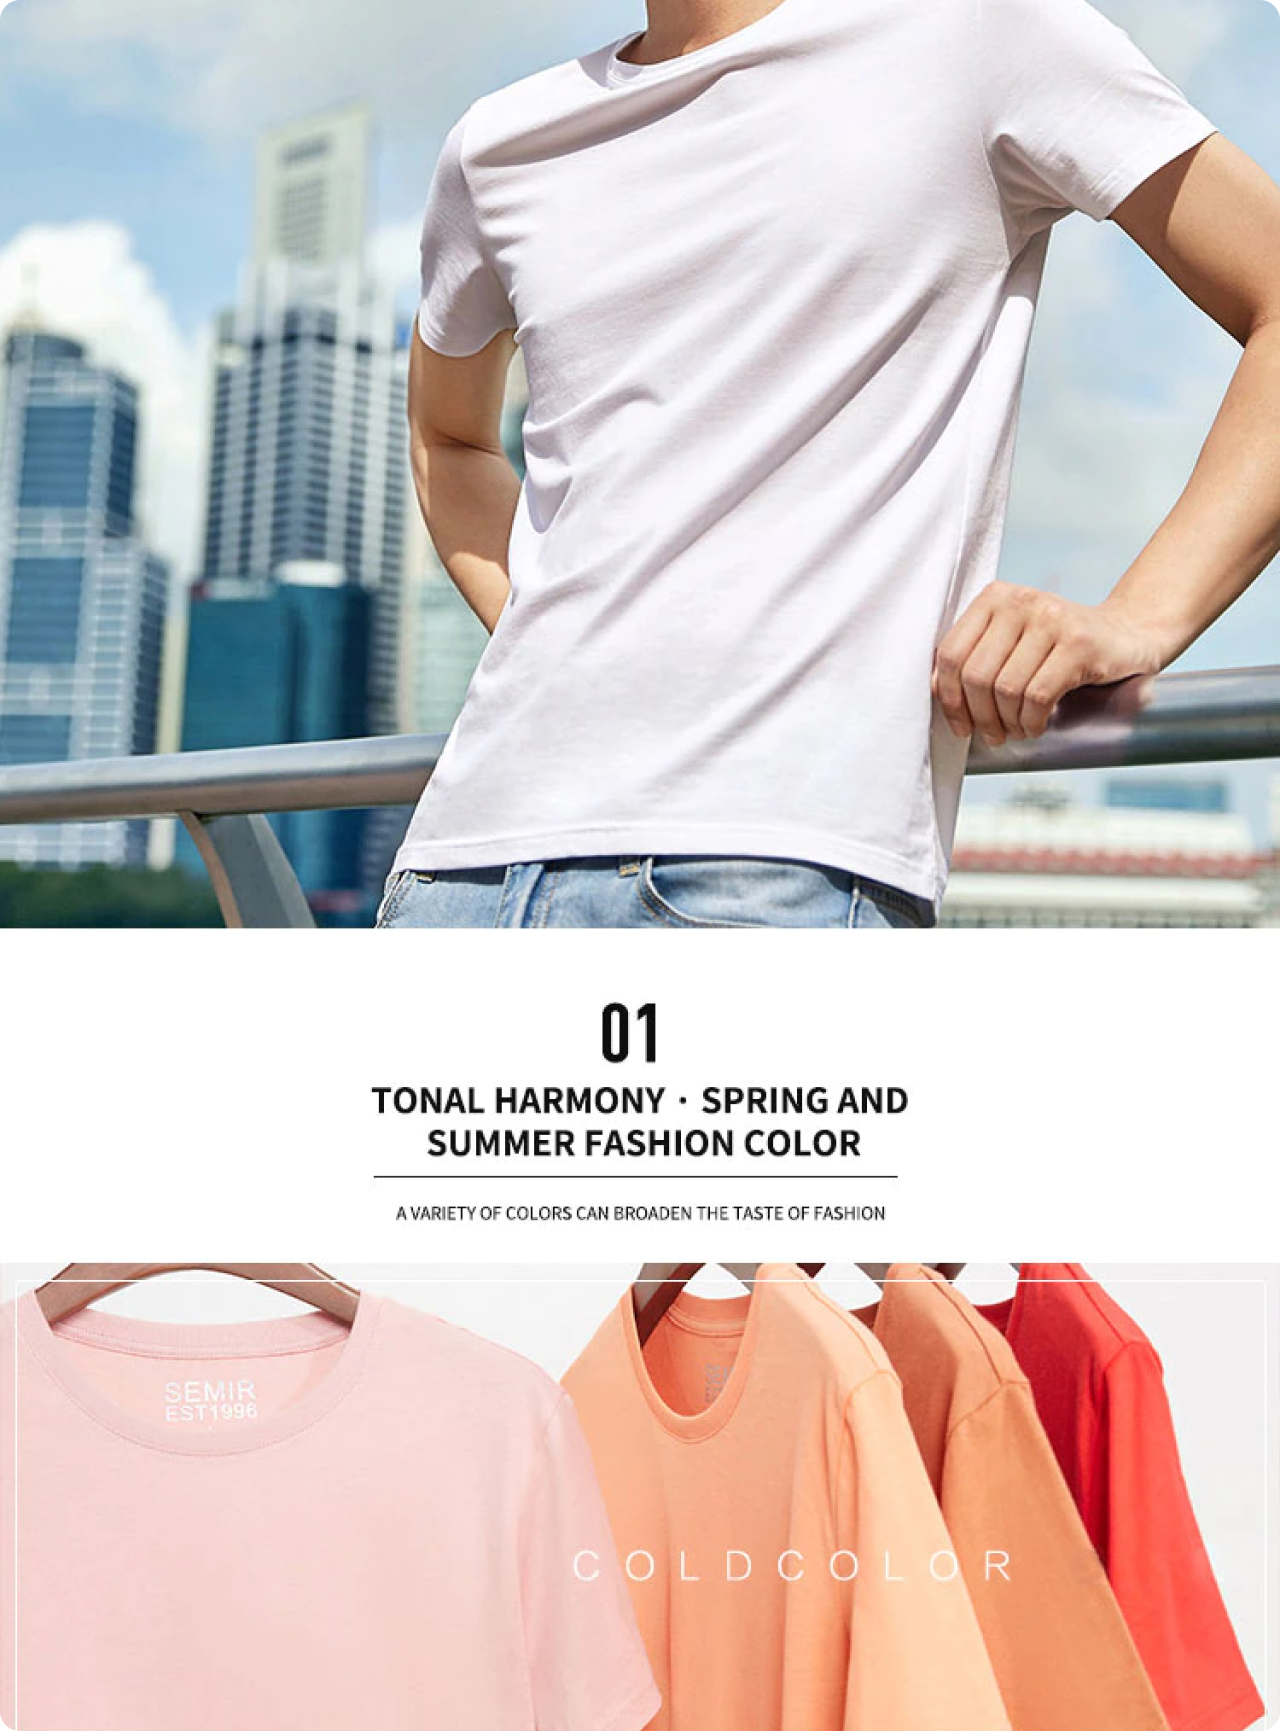 01
TONAL HARMONY · SPRING AND
SUMMER FASHION COLOR
A VARIETY OF COLORS CAN BROADEN THE TASTE OF FASHION
SEMIR
EST1996
COLDCOLOR